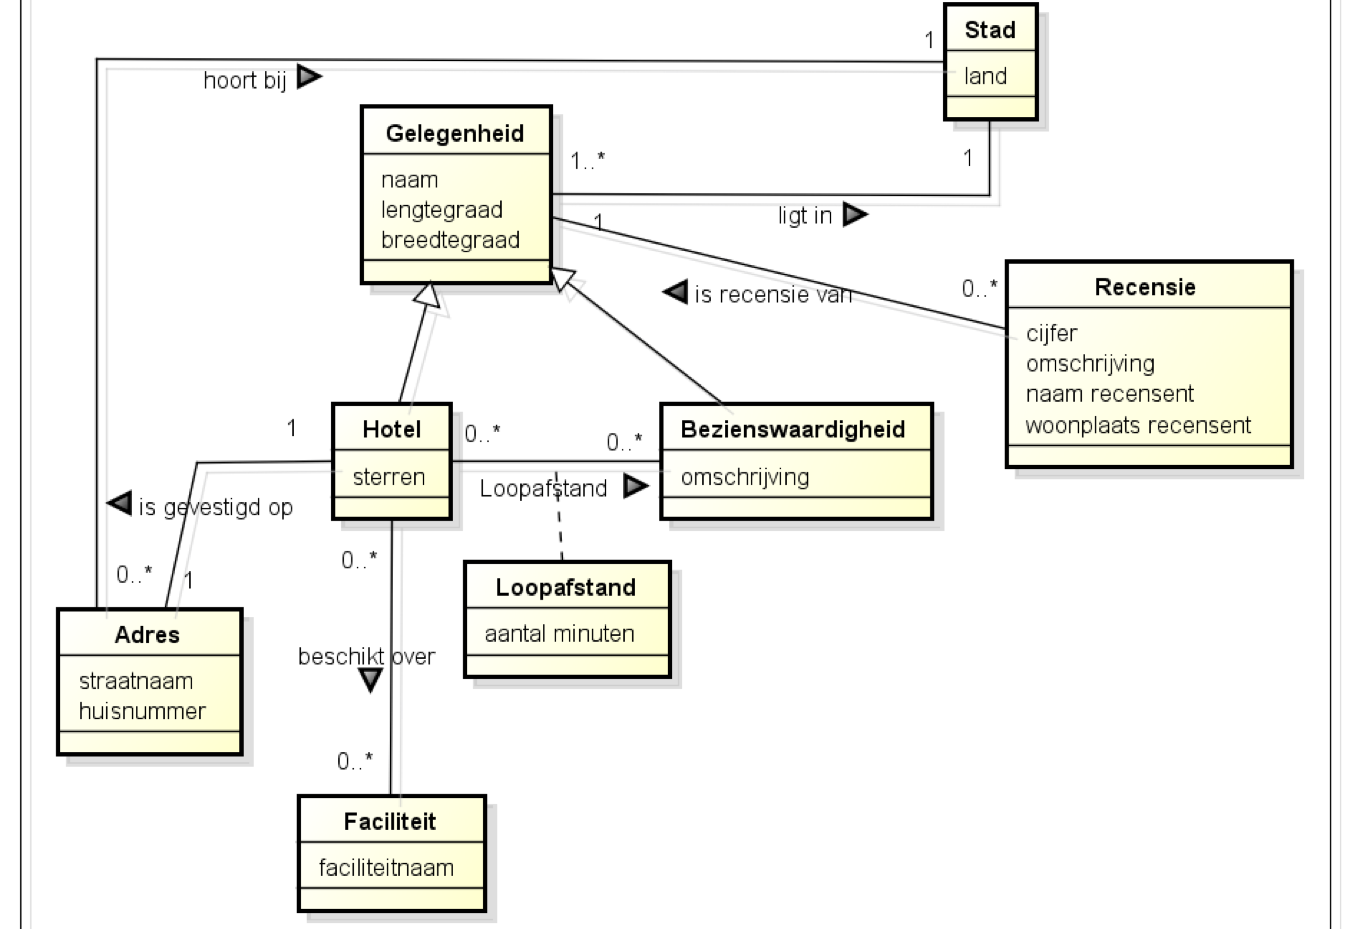 Stad
1
land
hoort bij
Gelegenheid
naam
lengtegraad
breedtegraad
1..*
1
ligt in
1
is recensie van
0..*
Recensie
cijfer
omschrijving
naam recensent
woonplaats recensent
1
Hotel
sterren
0..*
0..*
Loopafstand
Bezienswaardigheid
omschrijving
is gevestigd op
0..*
1
0..*
Loopafstand
aantal minuten
Adres
straatnaam
huisnummer
beschikt over
0..*
Faciliteit
faciliteitnaam